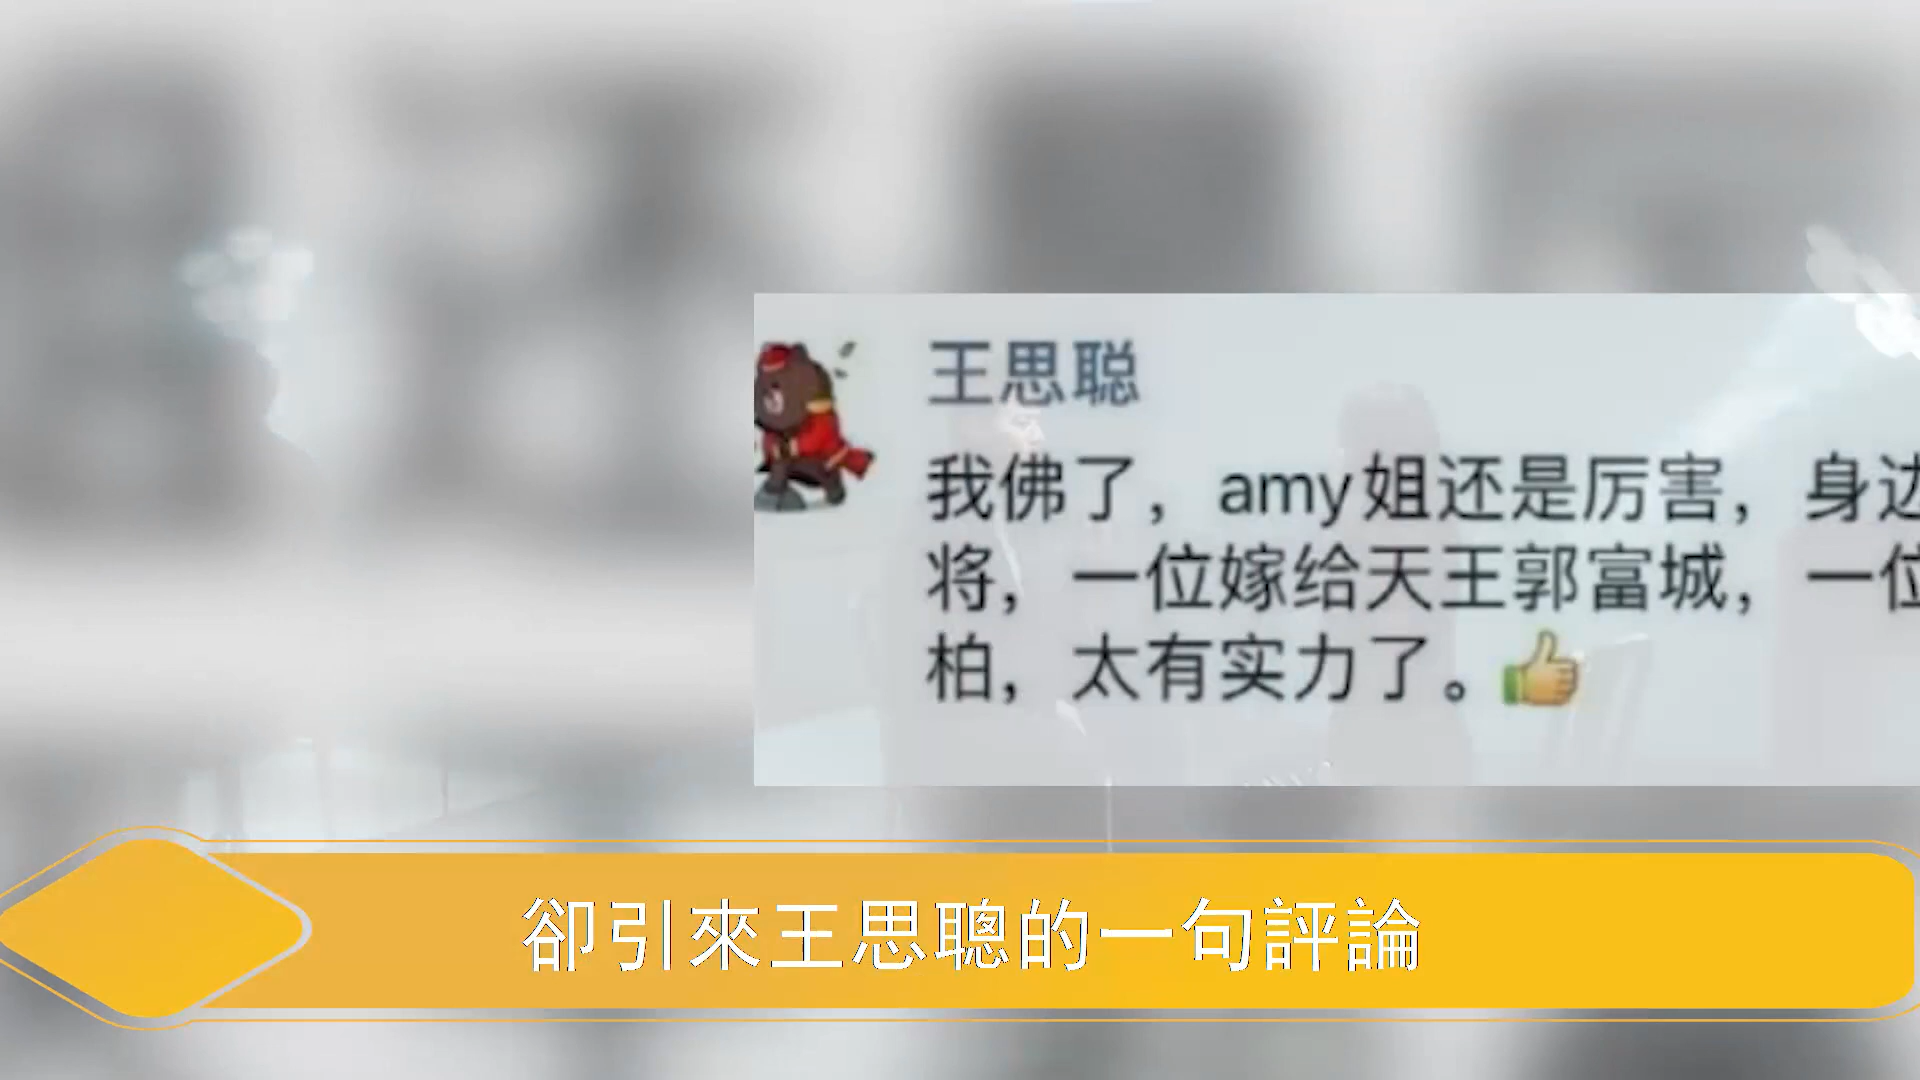 王思聪
我佛了，amy姐还是厉害，身边
将，一位嫁给天王郭富城，一位
柏，太有实力了。
卻引來王思聰的一句評論